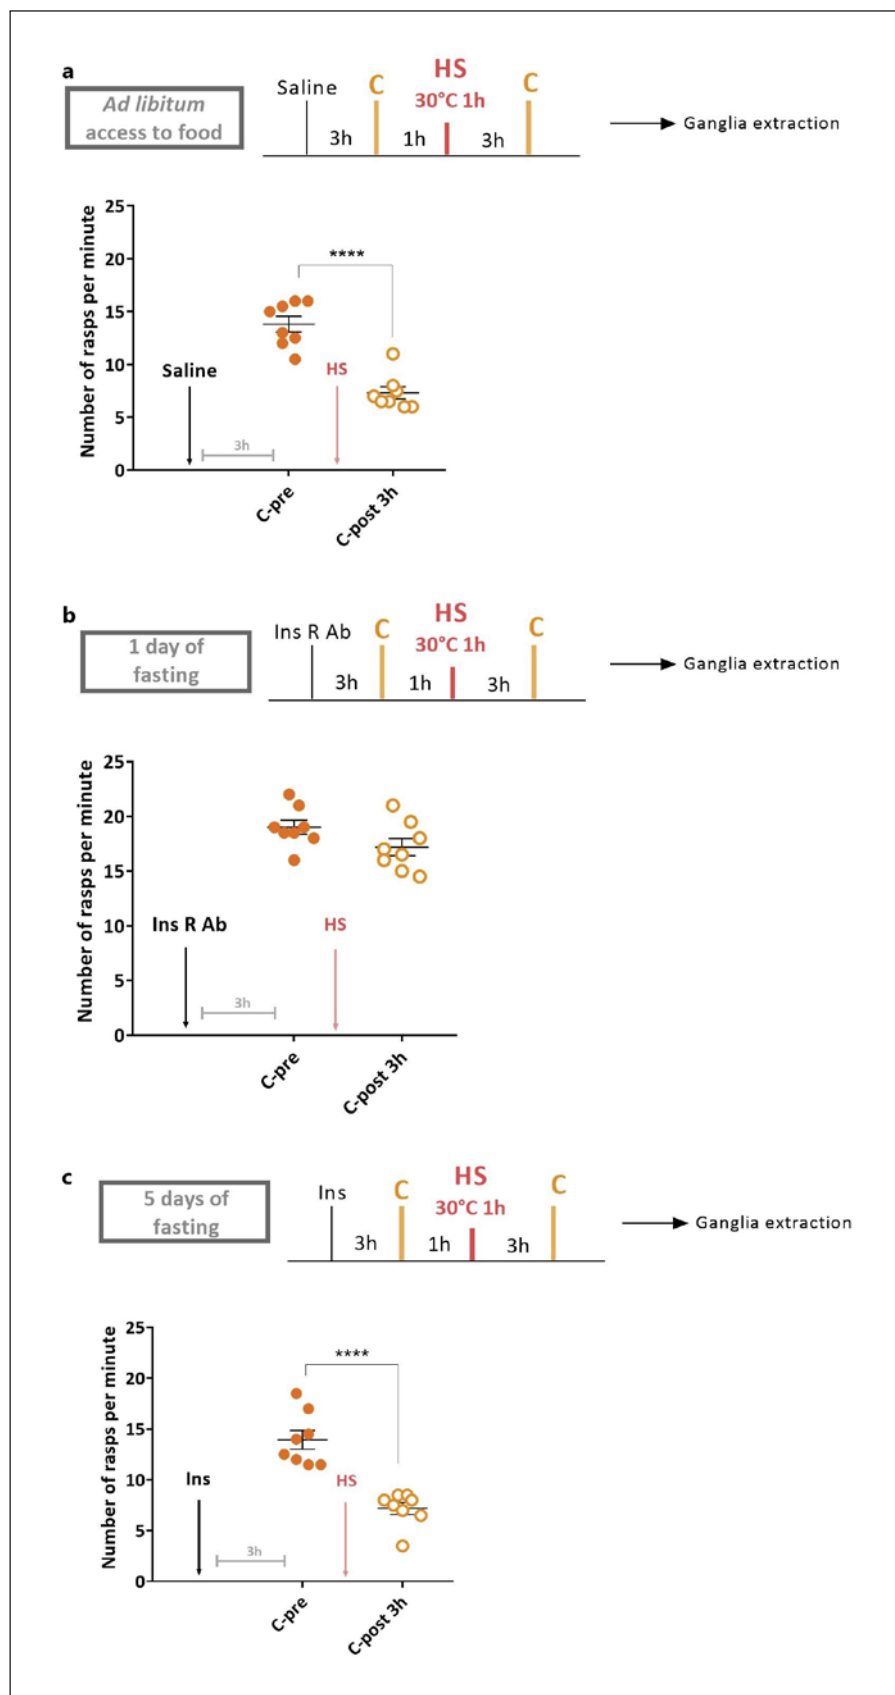 a
Ad libitum
access to food
Saline
C
HS
30°C 1h
C
3h
1h
3h
Ganglia extraction
Number of rasps per minute
25
20
15
10
5
0
****
Saline
HS
3h
C-pre
C-post 3h
b
1 day of
fasting
Ins R Ab
C
HS
30°C 1h
C
3h
1h
3h
Ganglia extraction
Number of rasps per minute
25
20
15
10
5
0
Ins R Ab
HS
3h
C-pre
C-post 3h
c
5 days of
fasting
Ins
C
HS
30°C 1h
C
3h
1h
3h
Ganglia extraction
Number of rasps per minute
25
20
15
10
5
0
****
Ins
HS
3h
C-pre
C-post 3h